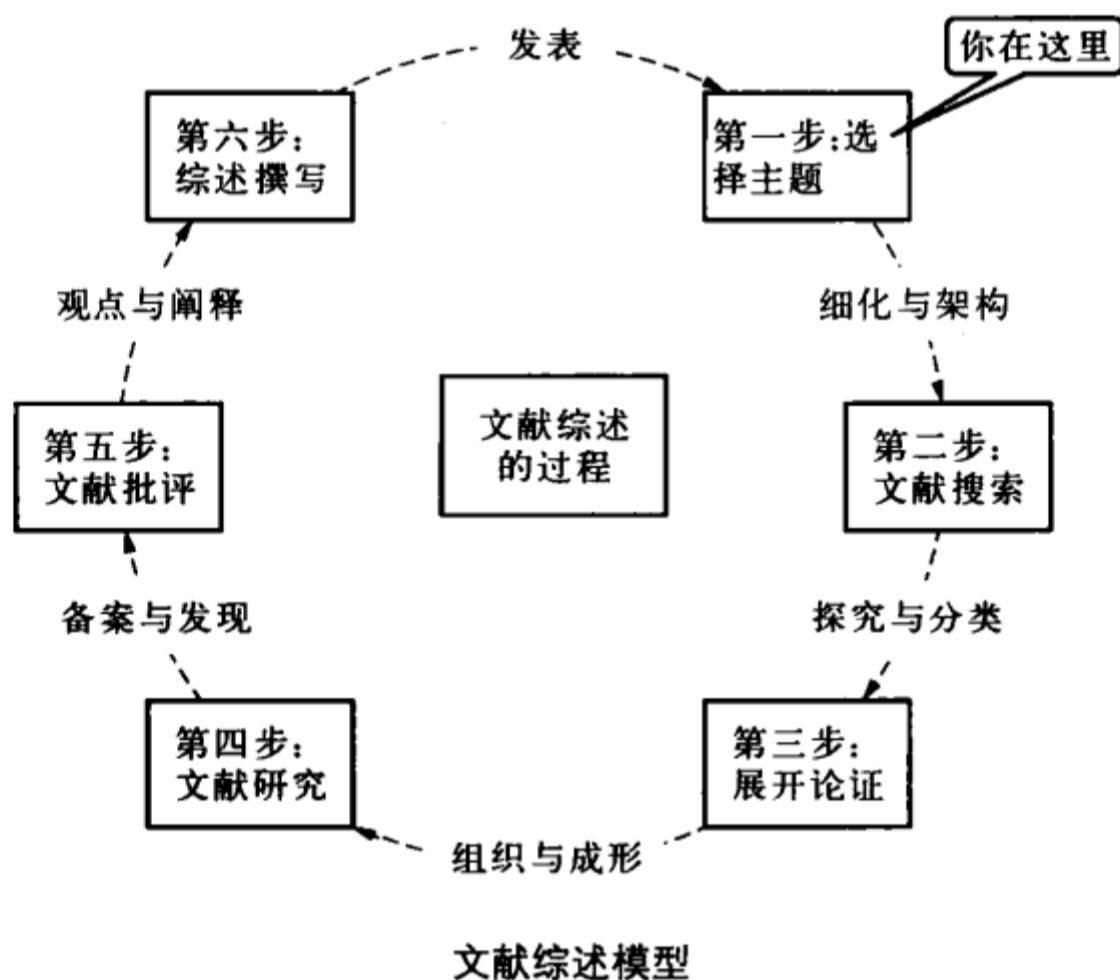 发表
你在这里
第六步：
综述撰写
第一步:选
择主题
观点与阐释
细化与架构
文献综述
的过程
第五步：
文献批评
第二步：
文献搜索
备案与发现
探究与分类
第四步：
文献研究
第三步：
展开论证
组织与成形
文献综述模型